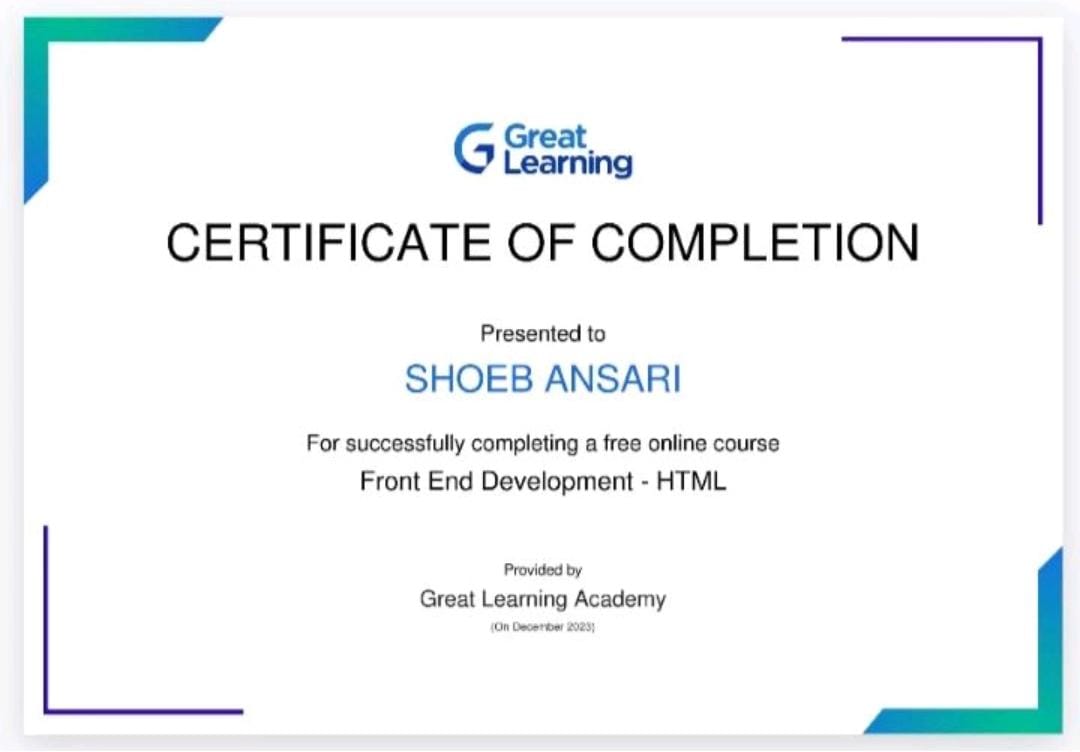 Great
Learning
CERTIFICATE OF COMPLETION
Presented to
SHOEB ANSARI
For successfully completing a free online course
Front End Development - HTML
Provided by
Great Learning Academy
(On December 2023)